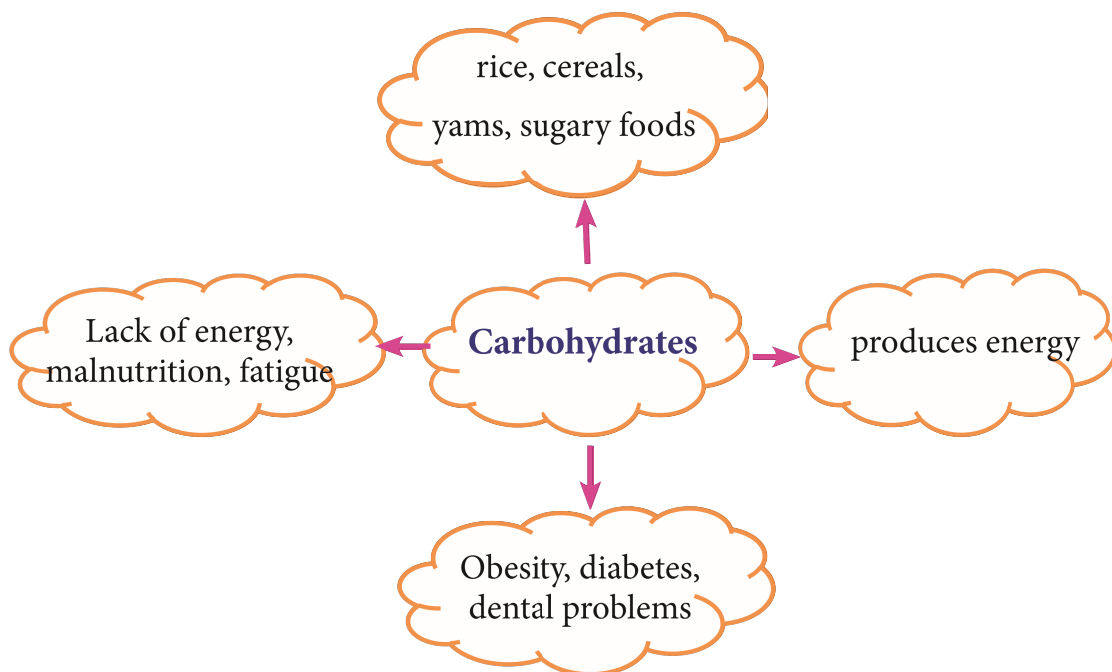 rice, cereals,
yams, sugary foods
Lack of energy,
malnutrition, fatigue
Carbohydrates
produces energy
Obesity, diabetes,
dental problems